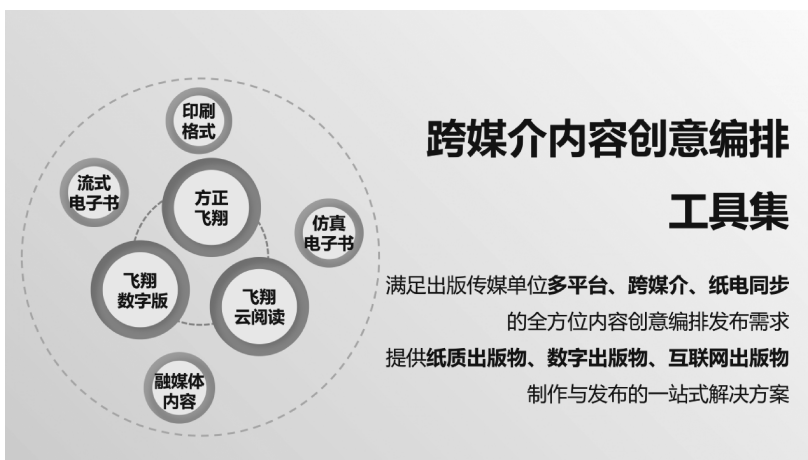 印刷
格式
流式
电子书
方正
飞翔
仿真
电子书
飞翔
数字版
飞翔
云阅读
融媒体
内容
跨媒介内容创意编排
工具集
满足出版传媒单位多平台、跨媒介、纸电同步
的全方位内容创意编排发布需求
提供纸质出版物、数字出版物、互联网出版物
制作与发布的一站式解决方案